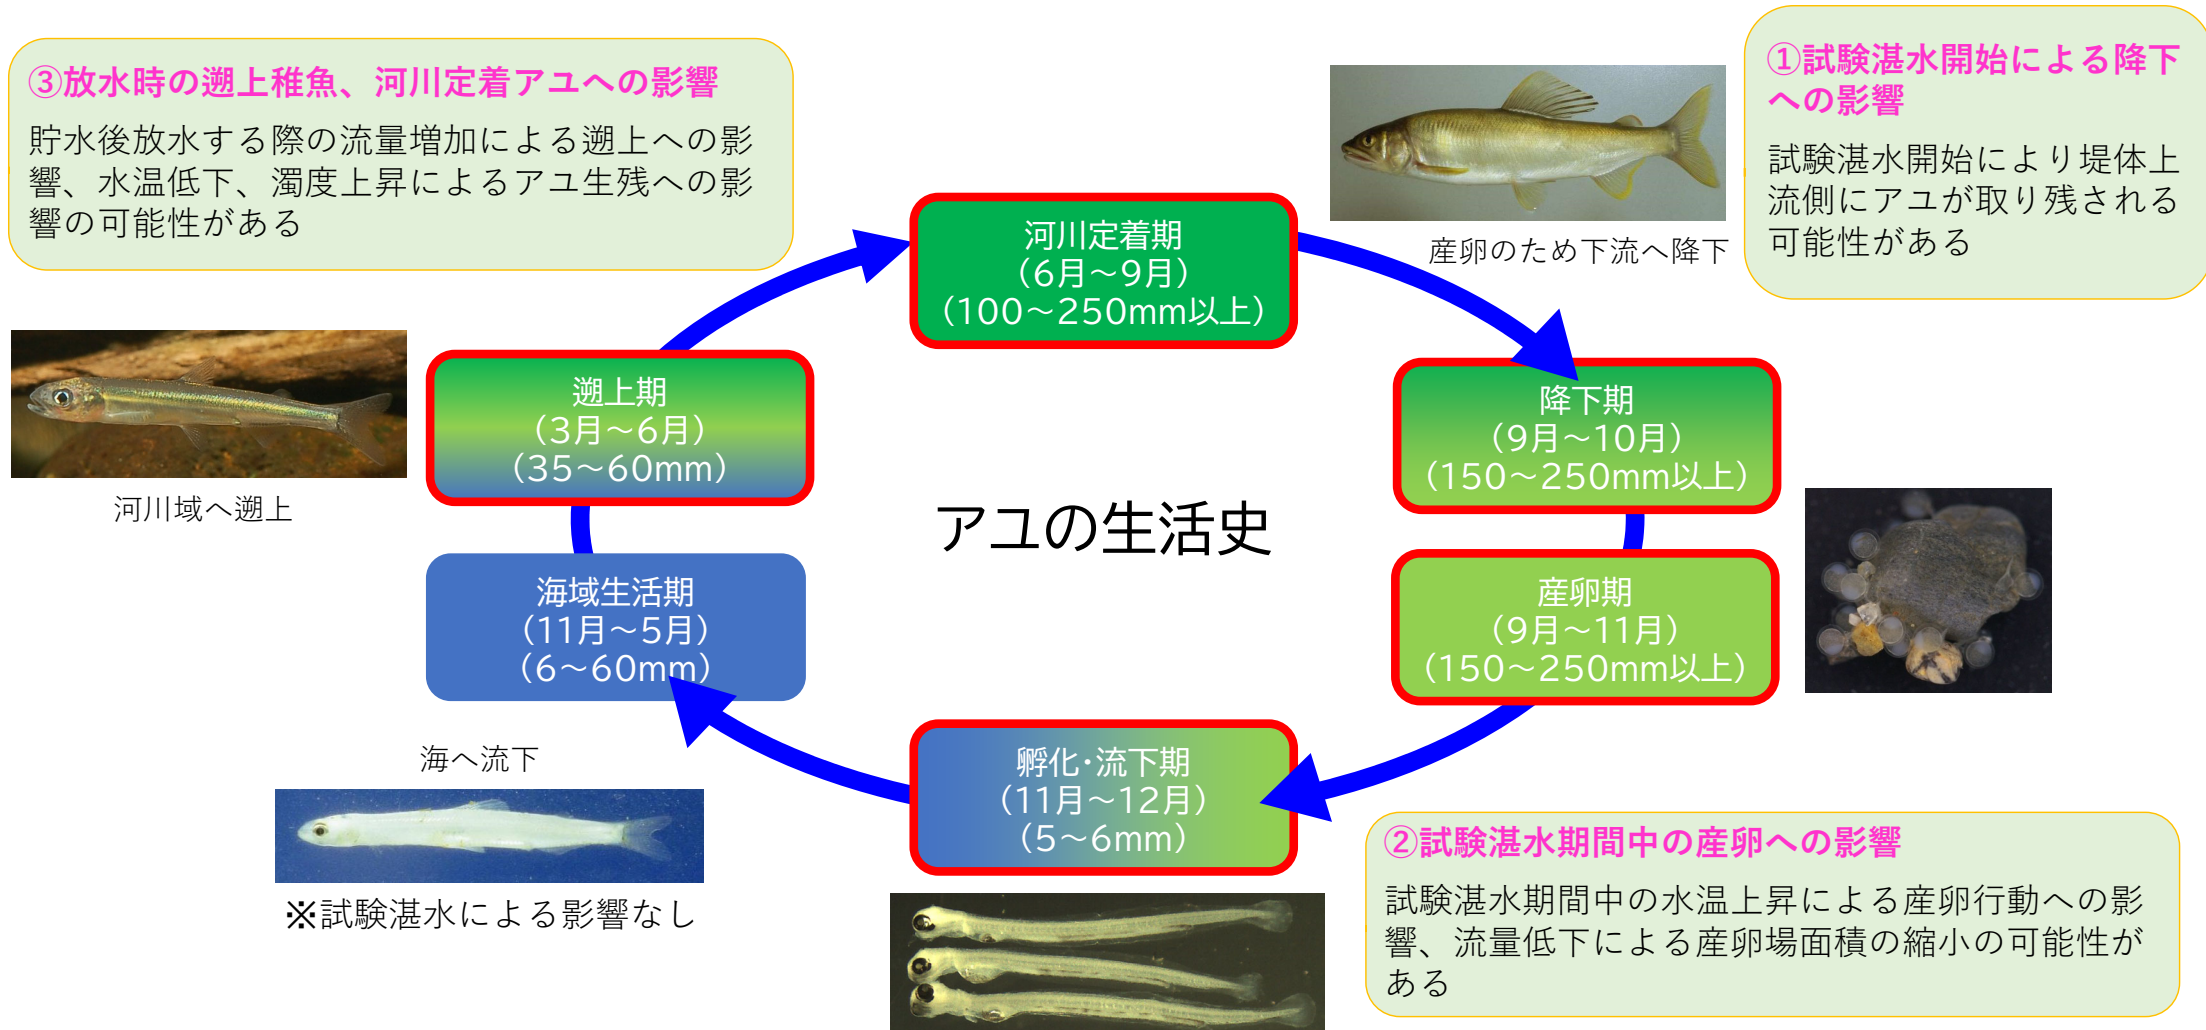 ③放水時の遡上稚魚、河川定着アユへの影響
貯水後放水する際の流量増加による遡上への影
響、水温低下、濁度上昇によるアユ生残への影
響の可能性がある
①試験湛水開始による降下
への影響
試験湛水開始により堤体上
流側にアユが取り残される
可能性がある
産卵のため下流へ降下
河川定着期
(6月～9月)
(100～250mm以上)
遡上期
(3月～6月)
(35～60mm)
河川域へ遡上
降下期
(9月～10月)
(150～250mm以上)
アユの生活史
海域生活期
(11月～5月)
(6～60mm)
産卵期
(9月～11月)
(150～250mm以上)
海へ流下
※試験湛水による影響なし
孵化・流下期
(11月～12月)
(5～6mm)
②試験湛水期間中の産卵への影響
試験湛水期間中の水温上昇による産卵行動への影
響、流量低下による産卵場面積の縮小の可能性が
ある